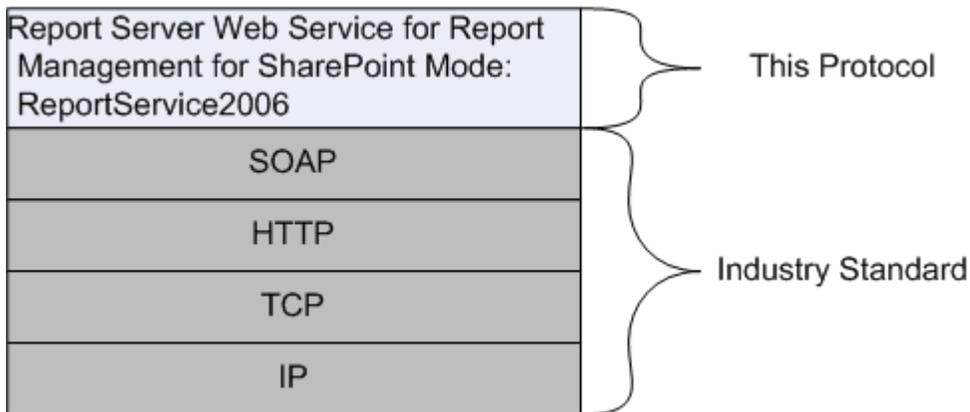 Report Server Web Service for Report
Management for SharePoint Mode:
ReportService2006
This Protocol
SOAP
HTTP
TCP
IP
Industry Standard